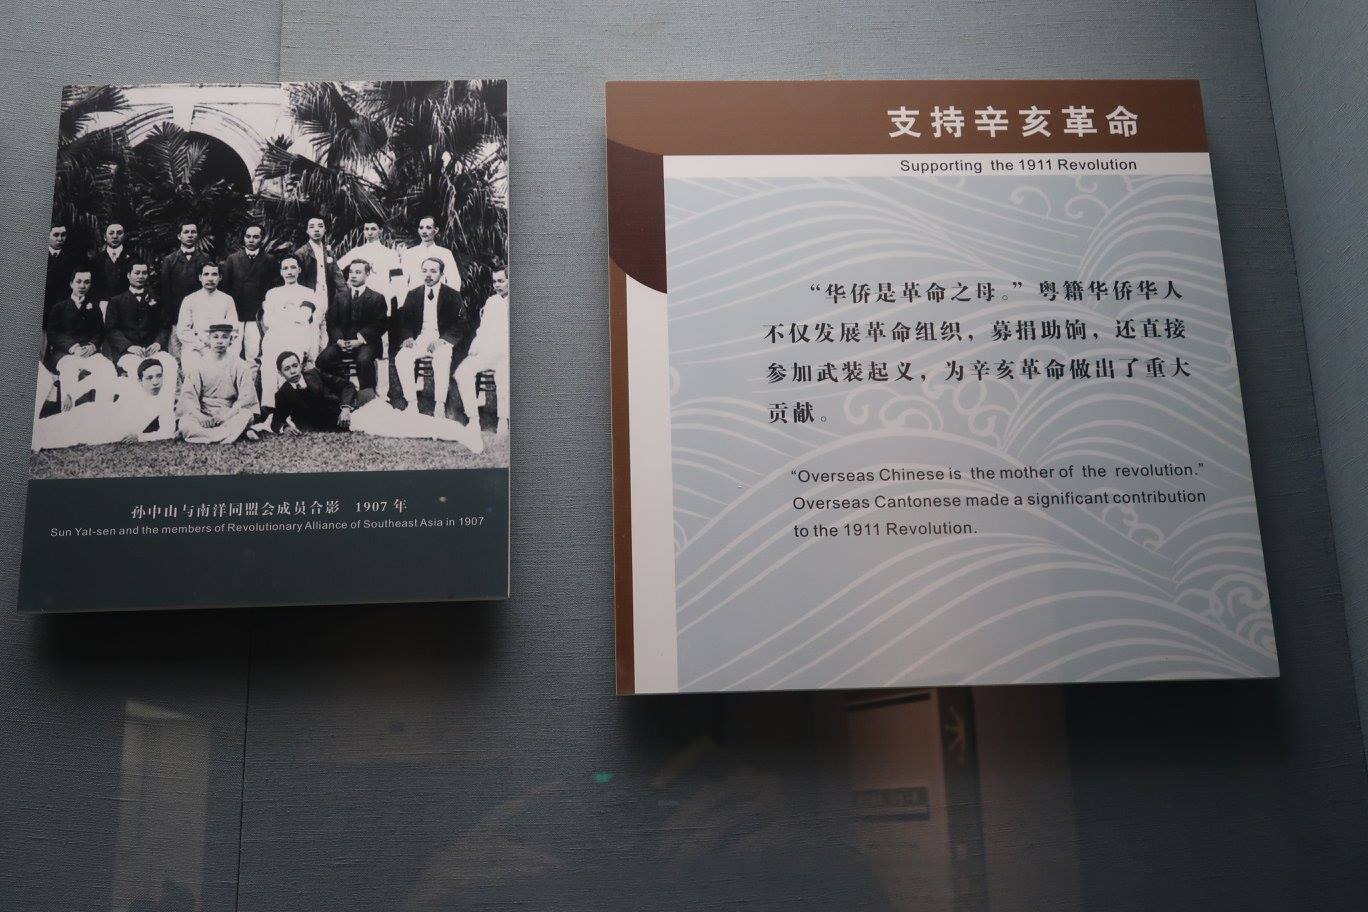 孙中山与南洋同盟会成员合影 1907 年
Sun Yat-sen and the members of Revolutionary Alliance of Southeast Asia in 1907
支持辛亥革命
Supporting the 1911 Revolution
“华侨是革命之母。”粤籍华侨华人
不仅发展革命组织，募捐助饷，还直接
参加武装起义，为辛亥革命做出了重大
贡献。
“Overseas Chinese is the mother of the revolution.”
Overseas Cantonese made a significant contribution
to the 1911 Revolution.